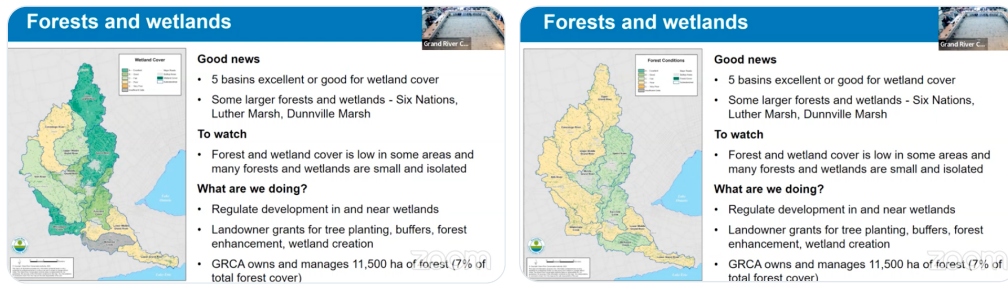 Forests and wetlands
Grand River C...
Wetland Cover
Good news
• 5 basins excellent or good for wetland cover
• Some larger forests and wetlands - Six Nations,
Luther Marsh, Dunnville Marsh
To watch
• Forest and wetland cover is low in some areas and
many forests and wetlands are small and isolated
What are we doing?
• Regulate development in and near wetlands
• Landowner grants for tree planting, buffers, forest
enhancement, wetland creation
• GRCA owns and manages 11,500 ha of forest (7% of
total forest cover)
zoom
Forests and wetlands
Grand River C...
Forest Conditions
Good news
• 5 basins excellent or good for wetland cover
• Some larger forests and wetlands - Six Nations,
Luther Marsh, Dunnville Marsh
To watch
• Forest and wetland cover is low in some areas and
many forests and wetlands are small and isolated
What are we doing?
• Regulate development in and near wetlands
• Landowner grants for tree planting, buffers, forest
enhancement, wetland creation
• GRCA owns and manages 11,500 ha of forest (7% of
total forest cover)
zoom